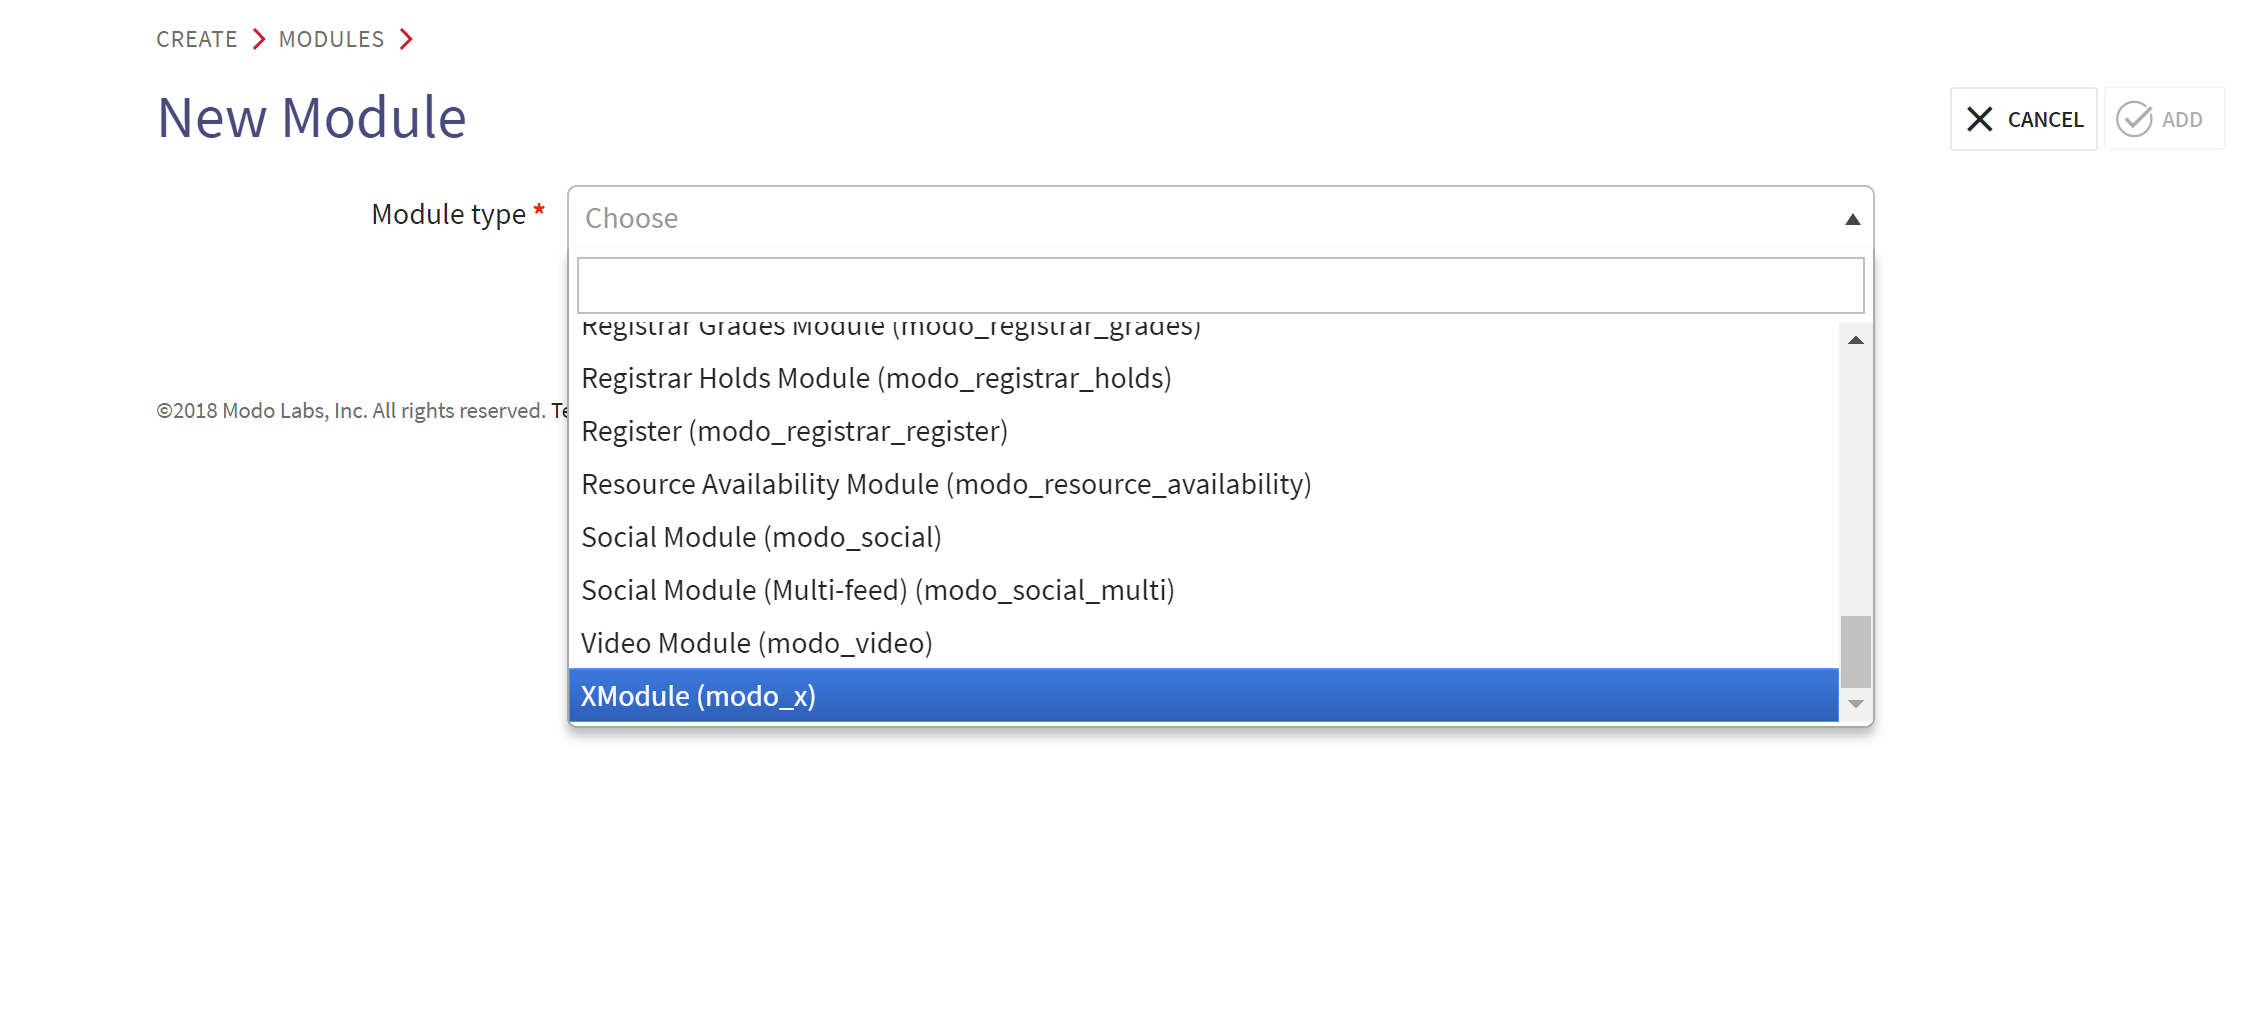 CREATE MODULES
New Module
CANCEL ADD
Module type *
Choose
Registrar Grades Module (modo_registrar_grades)
Registrar Holds Module (modo_registrar_holds)
©2018 Modo Labs, Inc. All rights reserved.
Register (modo_registrar_register)
Resource Availability Module (modo_resource_availability)
Social Module (modo_social)
Social Module (Multi-feed) (modo_social_multi)
Video Module (modo_video)
XModule (modo_x)